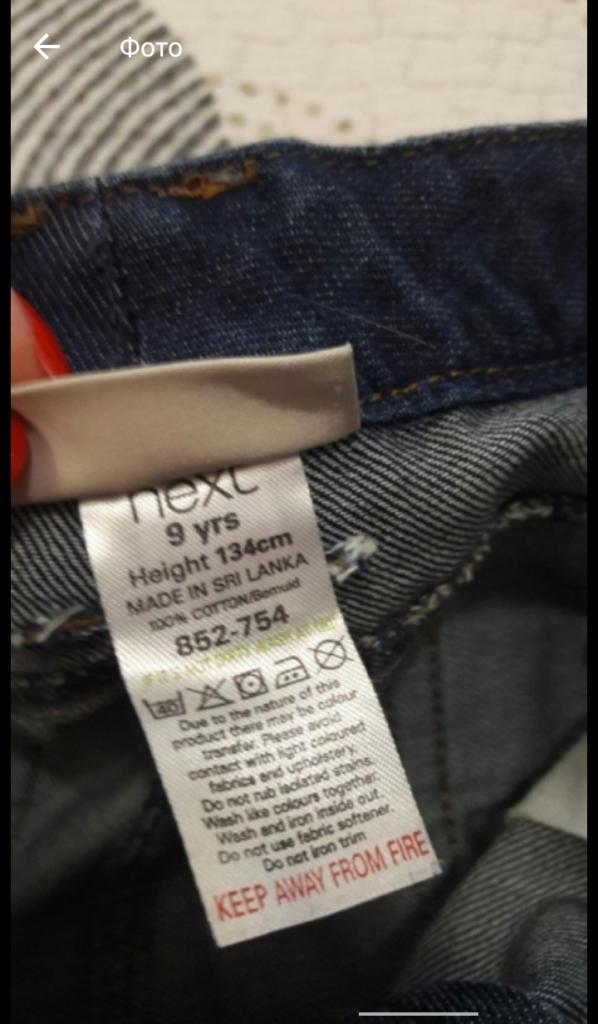 Фото
next
9 yrs
Height 134cm
MADE IN SRI LANKA
100% COTTON/Bomuld
852-754
40
Due to the nature of this
product there may be colour
transfer. Please avoid
contact with light coloured
fabrics and upholstery.
Do not rub isolated stains.
Wash like colours together.
Wash and iron inside out.
Do not use fabric softener.
Do not iron trim
KEEP AWAY FROM FIRE